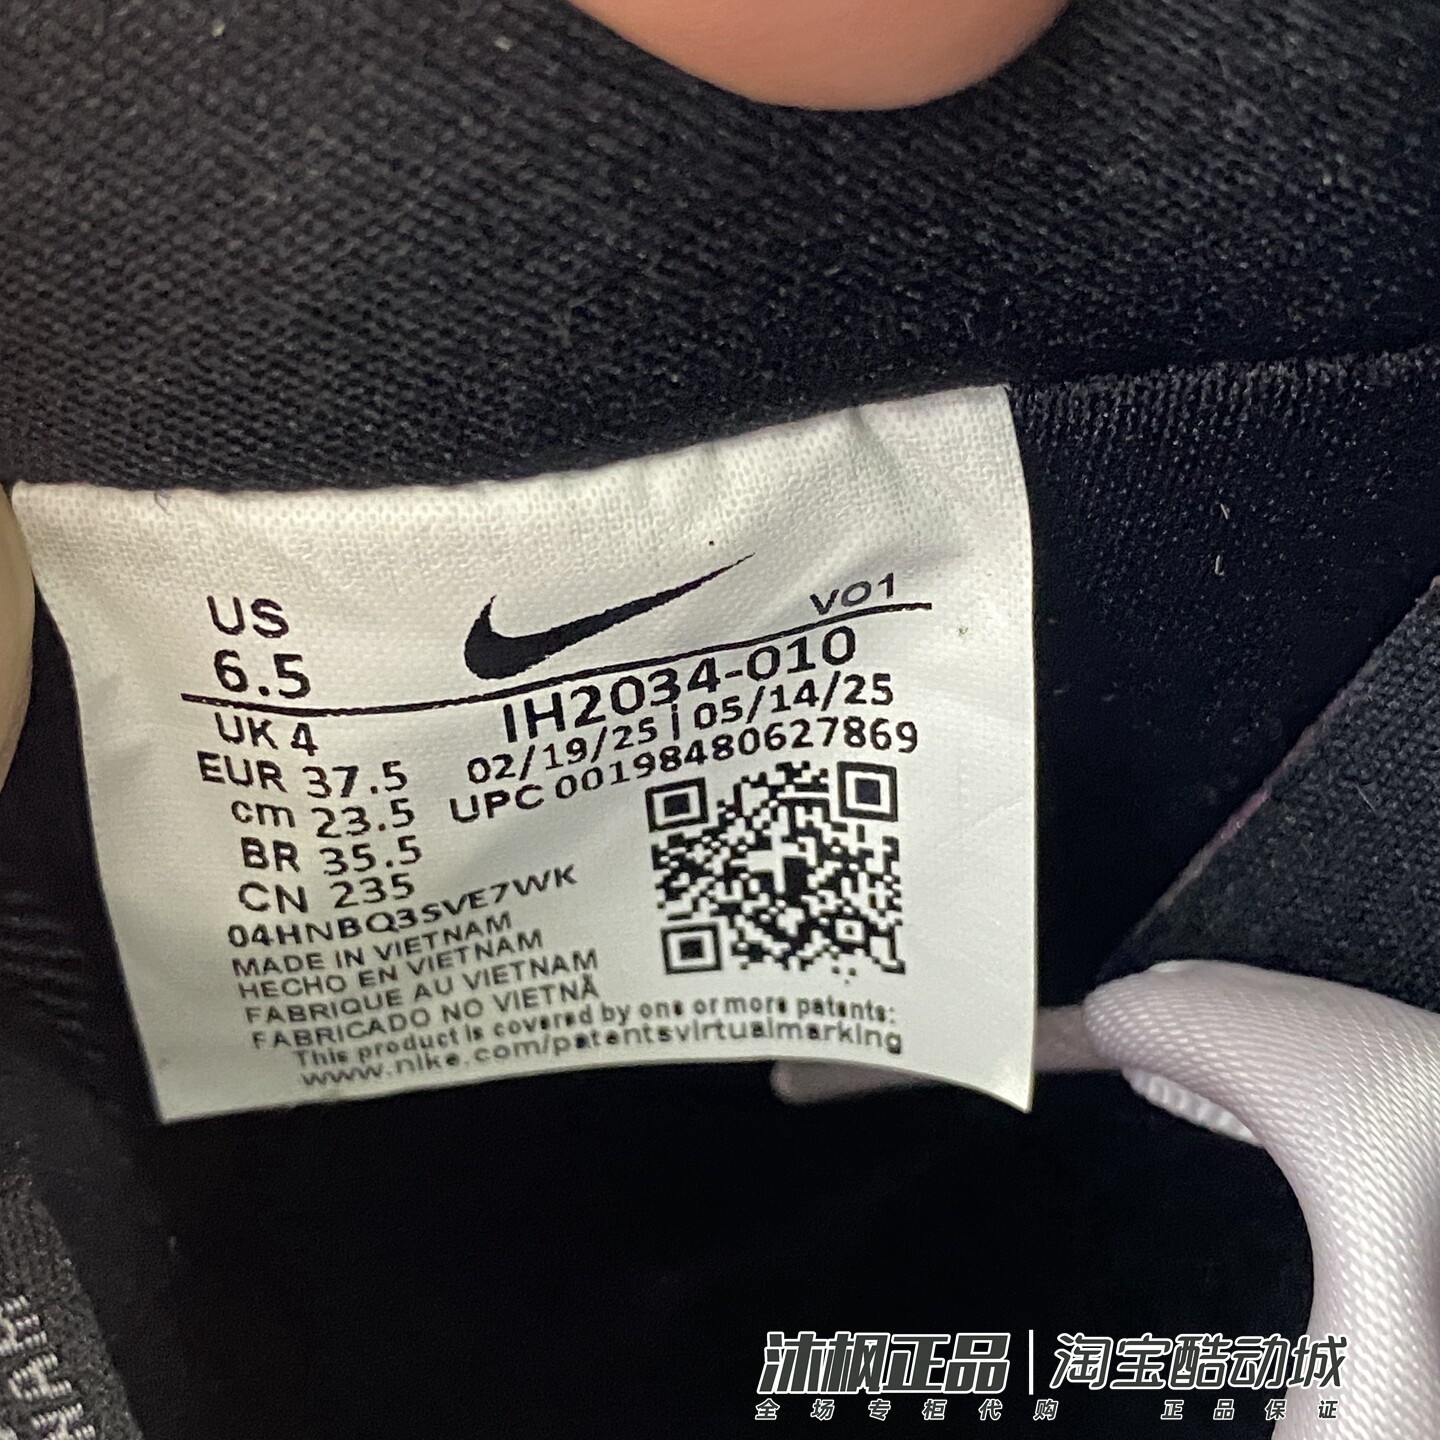 US
6.5
VO1
UK 4
EUR 37.5
cm 23.5
BR 35.5
CN 235
IH2034-010
02/19/25 | 05/14/25
UPC 00198480627869
04HNBQ3SVE7WK
MADE IN VIETNAM
HECHO EN VIETNAM
FABRIQUE AU VIETNAM
FABRICADO NO VIETNÃ
This product is covered by one or more patents:
www.nike.com/patentsvirtualmarking
沐枫正品 | 淘宝酷动城
全场专柜代购 正品保证